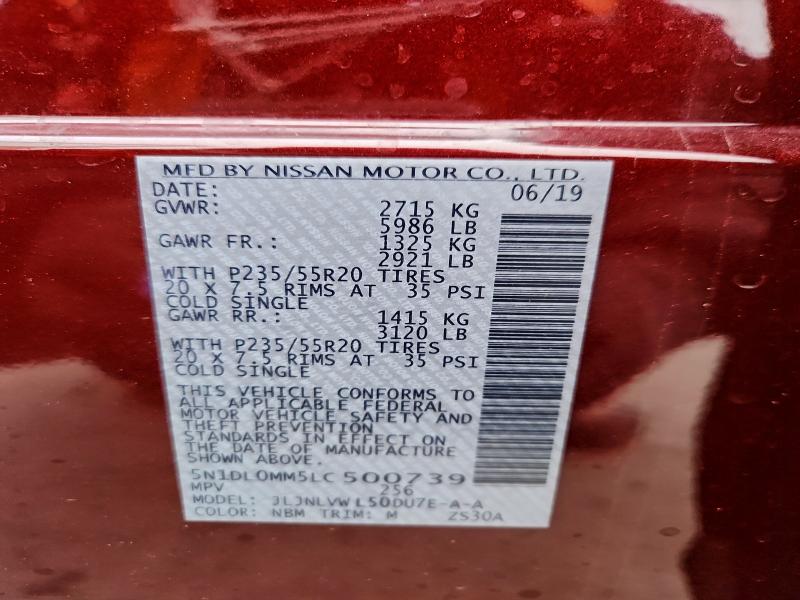 MFD BY NISSAN MOTOR CO., LTD.
DATE: 06/19
GVWR: 2715 KG
5986 LB
GAWR FR.: 1325 KG
2921 LB
WITH P235/55R20 TIRES
20 X 7.5 RIMS AT 35 PSI
COLD SINGLE
GAWR RR.: 1415 KG
3120 LB
WITH P235/55R20 TIRES
20 X 7.5 RIMS AT 35 PSI
COLD SINGLE
THIS VEHICLE CONFORMS TO
ALL APPLICABLE FEDERAL
MOTOR VEHICLE SAFETY AND
THEFT PREVENTION
STANDARDS IN EFFECT ON
THE DATE OF MANUFACTURE
SHOWN ABOVE.
5N1DL0MM5LC500739
MPV 256
MODEL: JLJNLVWL50DU7E-A-A
COLOR: NBM TRIM: M ZS30A